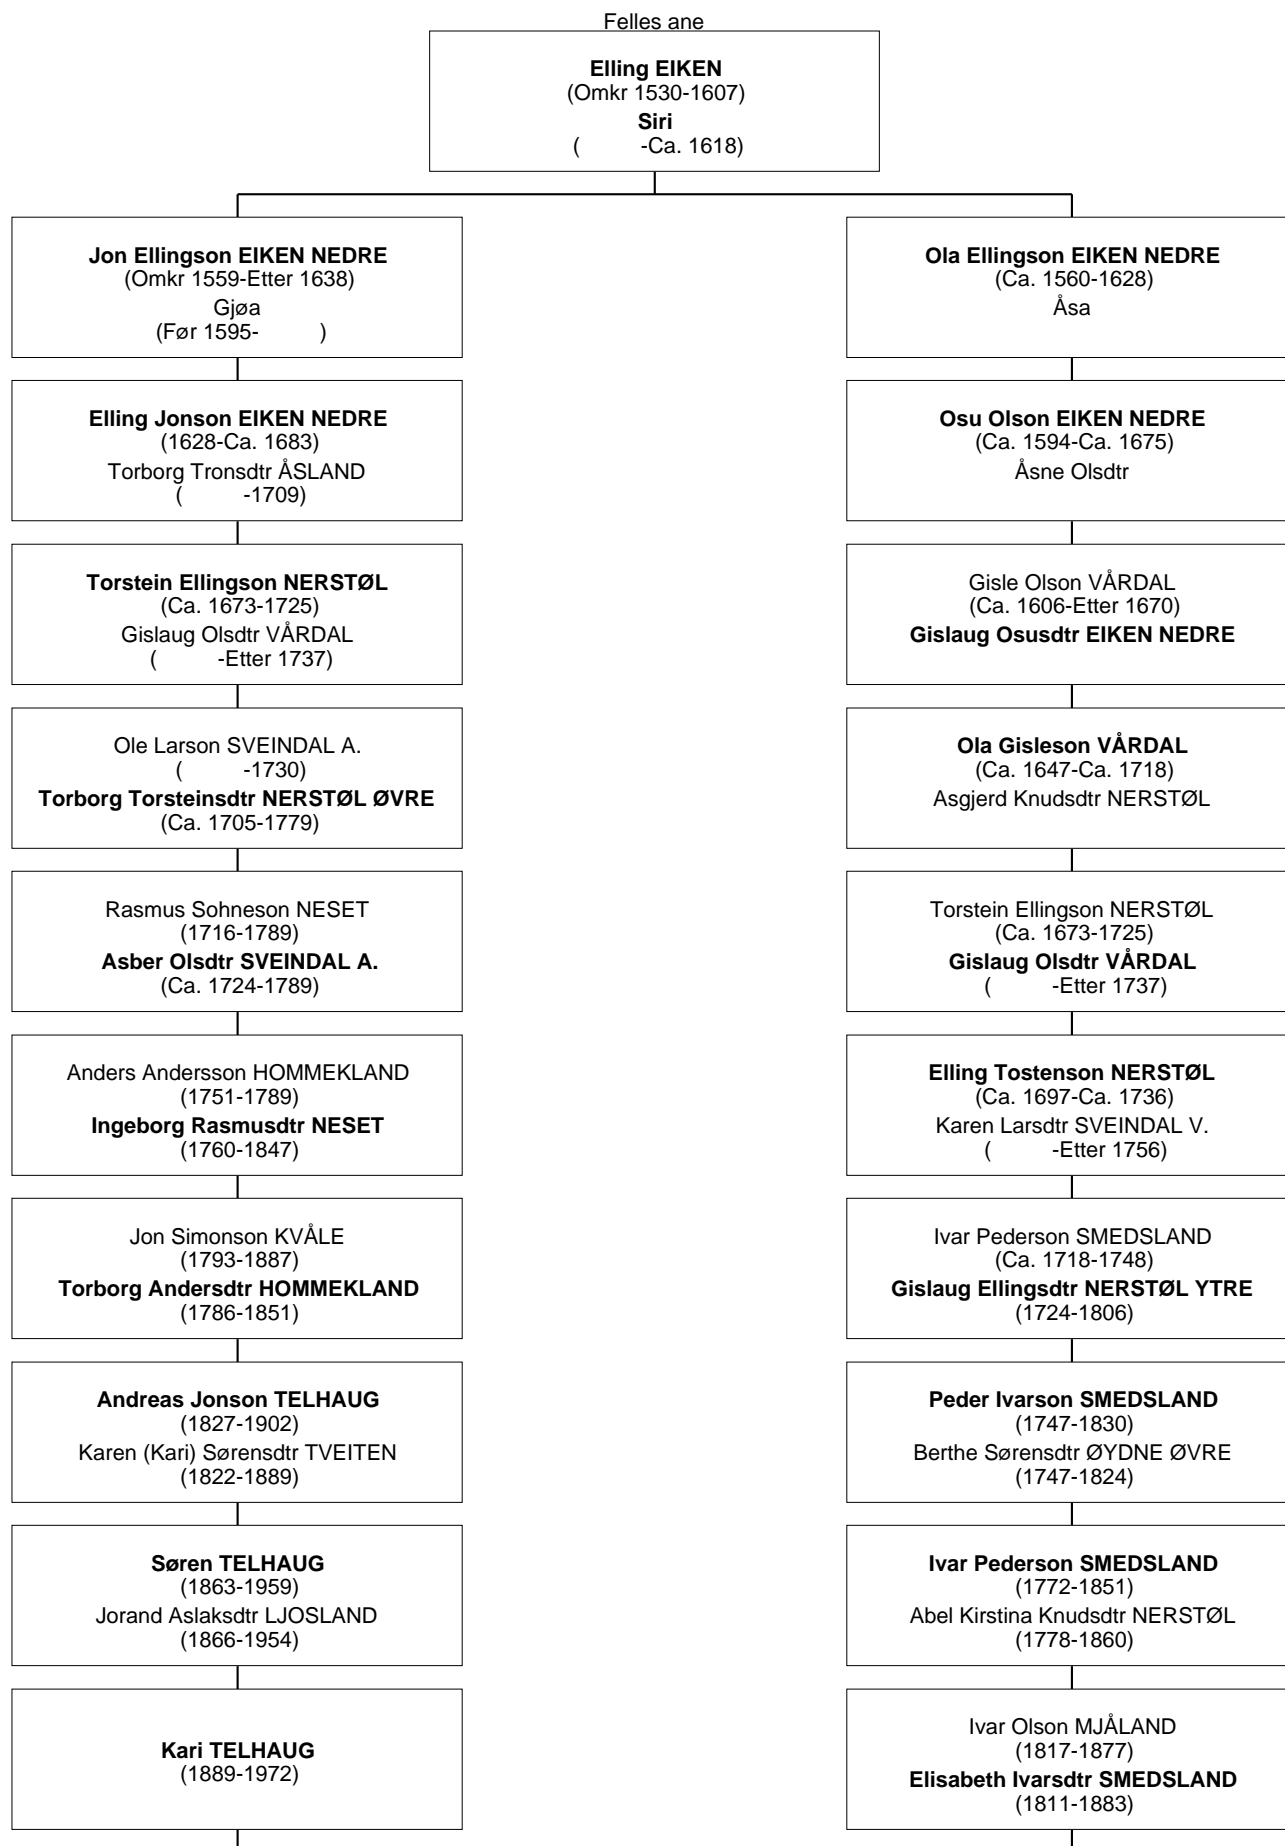 Felles ane
Elling EIKEN
(Omkr 1530-1607)
Siri
( -Ca. 1618)
Jon Ellingson EIKEN NEDRE
(Omkr 1559-Etter 1638)
Gjøa
(Før 1595- )
Elling Jonson EIKEN NEDRE
(1628-Ca. 1683)
Torborg Tronsdtr ÅSLAND
( -1709)
Torstein Ellingson NERSTØL
(Ca. 1673-1725)
Gislaug Olsdtr VÅRDAL
( -Etter 1737)
Ole Larson SVEINDAL A.
( -1730)
Torborg Torsteinsdtr NERSTØL ØVRE
(Ca. 1705-1779)
Rasmus Sohneson NESET
(1716-1789)
Asber Olsdtr SVEINDAL A.
(Ca. 1724-1789)
Anders Andersson HOMMEKLAND
(1751-1789)
Ingeborg Rasmusdtr NESET
(1760-1847)
Jon Simonson KVÅLE
(1793-1887)
Torborg Andersdtr HOMMEKLAND
(1786-1851)
Andreas Jonson TELHAUG
(1827-1902)
Karen (Kari) Sørensdtr TVEITEN
(1822-1889)
Søren TELHAUG
(1863-1959)
Jorand Aslaksdtr LJOSLAND
(1866-1954)
Kari TELHAUG
(1889-1972)
Ola Ellingson EIKEN NEDRE
(Ca. 1560-1628)
Åsa
Osu Olson EIKEN NEDRE
(Ca. 1594-Ca. 1675)
Åsne Olsdtr
Gisle Olson VÅRDAL
(Ca. 1606-Etter 1670)
Gislaug Osusdtr EIKEN NEDRE
Ola Gisleson VÅRDAL
(Ca. 1647-Ca. 1718)
Asgjerd Knudsdtr NERSTØL
Torstein Ellingson NERSTØL
(Ca. 1673-1725)
Gislaug Olsdtr VÅRDAL
( -Etter 1737)
Elling Tostenson NERSTØL
(Ca. 1697-Ca. 1736)
Karen Larsdtr SVEINDAL V.
( -Etter 1756)
Ivar Pederson SMEDSLAND
(Ca. 1718-1748)
Gislaug Ellingsdtr NERSTØL YTRE
(1724-1806)
Peder Ivarson SMEDSLAND
(1747-1830)
Berthe Sørensdtr ØYDNE ØVRE
(1747-1824)
Ivar Pederson SMEDSLAND
(1772-1851)
Abel Kirstina Knudsdtr NERSTØL
(1778-1860)
Ivar Olson MJÅLAND
(1817-1877)
Elisabeth Ivarsdtr SMEDSLAND
(1811-1883)